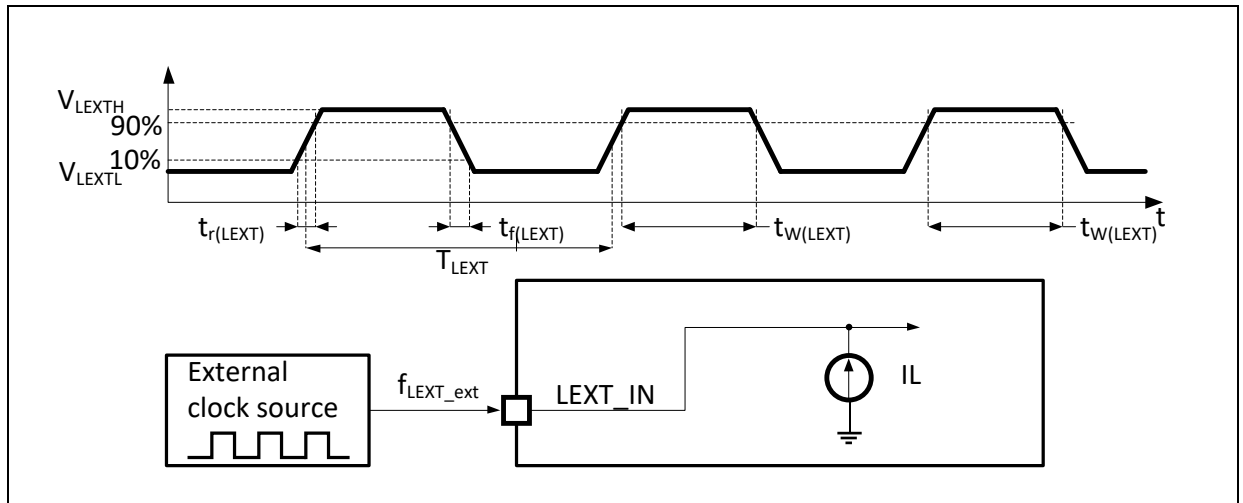 V_LEXTH
90%
10%
V_LEXTL
t
t_r(LEXT)
t_f(LEXT)
t_W(LEXT)
t_W(LEXT)
T_LEXT
External
clock source
f_LEXT_ext
LEXT_IN
IL